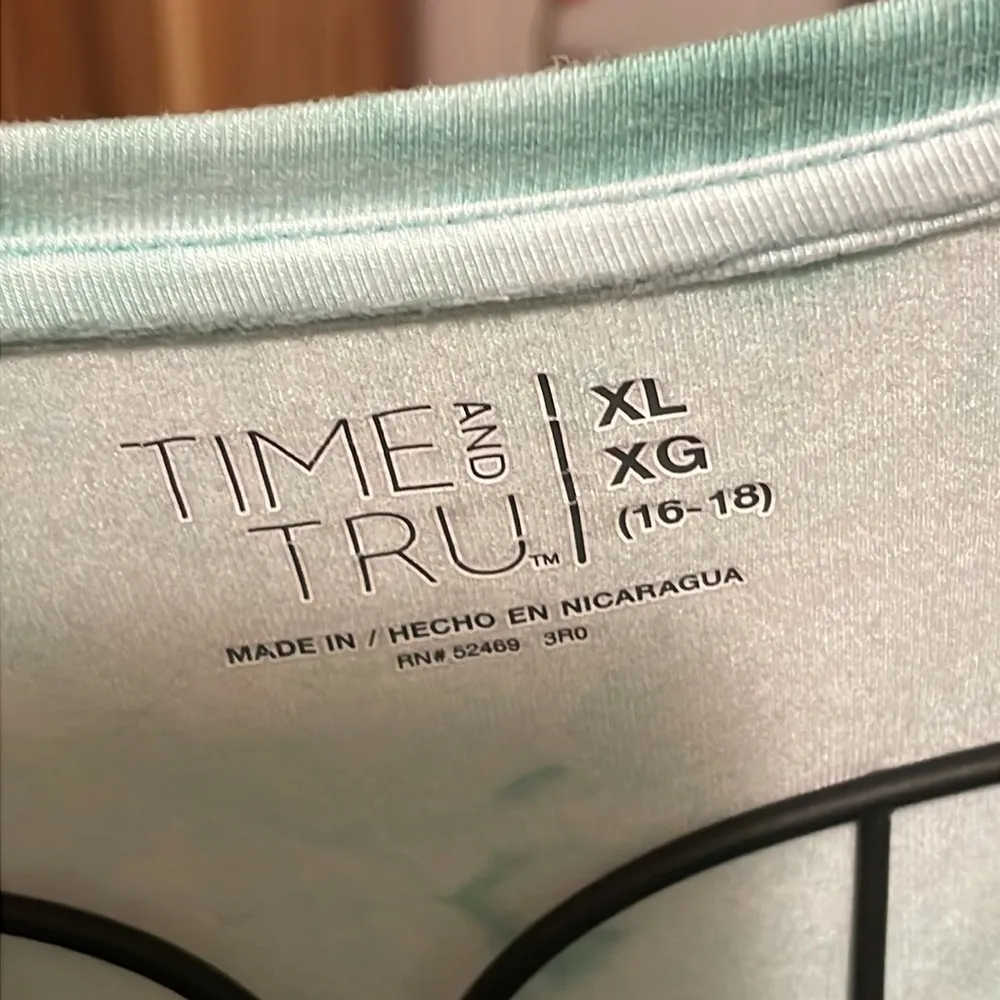 TIME AND
TRU™
XL
XG
(16-18)
MADE IN / HECHO EN NICARAGUA
RN# 52469 3R0